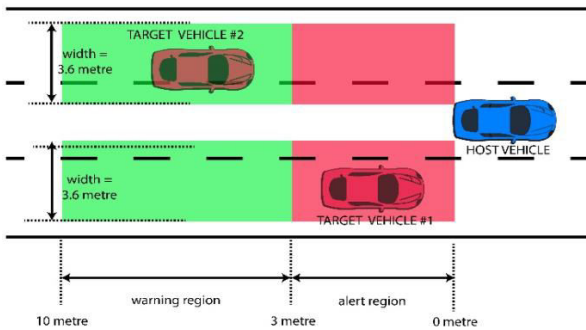 TARGET VEHICLE #2
width =
3.6 metre
HOST VEHICLE
width =
3.6 metre
TARGET VEHICLE #1
warning region
alert region
10 metre
3 metre
0 metre